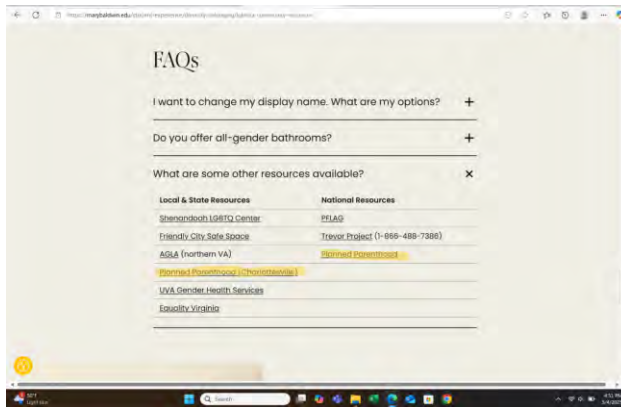 FAQs
I want to change my display name. What are my options?
Do you offer all-gender bathrooms?
What are some other resources available?
Local & State Resources National Resources
Shenandoah LGBTQ Center PFLAG
Friendly City Safe Space Trevor Project (1-866-488-7386)
AGLA (northern VA) Planned Parenthood
Planned Parenthood (Charlottesville)
UVA Gender Health Services
Equality Virginia
Search